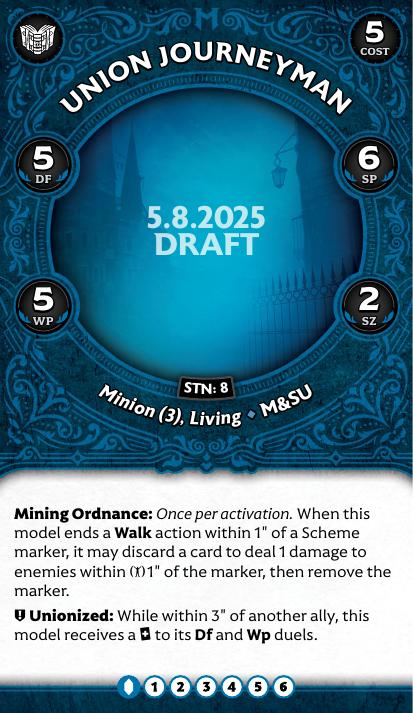 5
COST
UNION JOURNEYMAN
5
DF
6
SP
5.8.2025
DRAFT
5
WP
2
SZ
STN: 8
Minion (3), Living ◆ M&SU
Mining Ordnance: Once per activation. When this
model ends a Walk action within 1" of a Scheme
marker, it may discard a card to deal 1 damage to
enemies within 1" of the marker, then remove the
marker.
Unionized: While within 3" of another ally, this
model receives a to its Df and Wp duels.
1 2 3 4 5 6